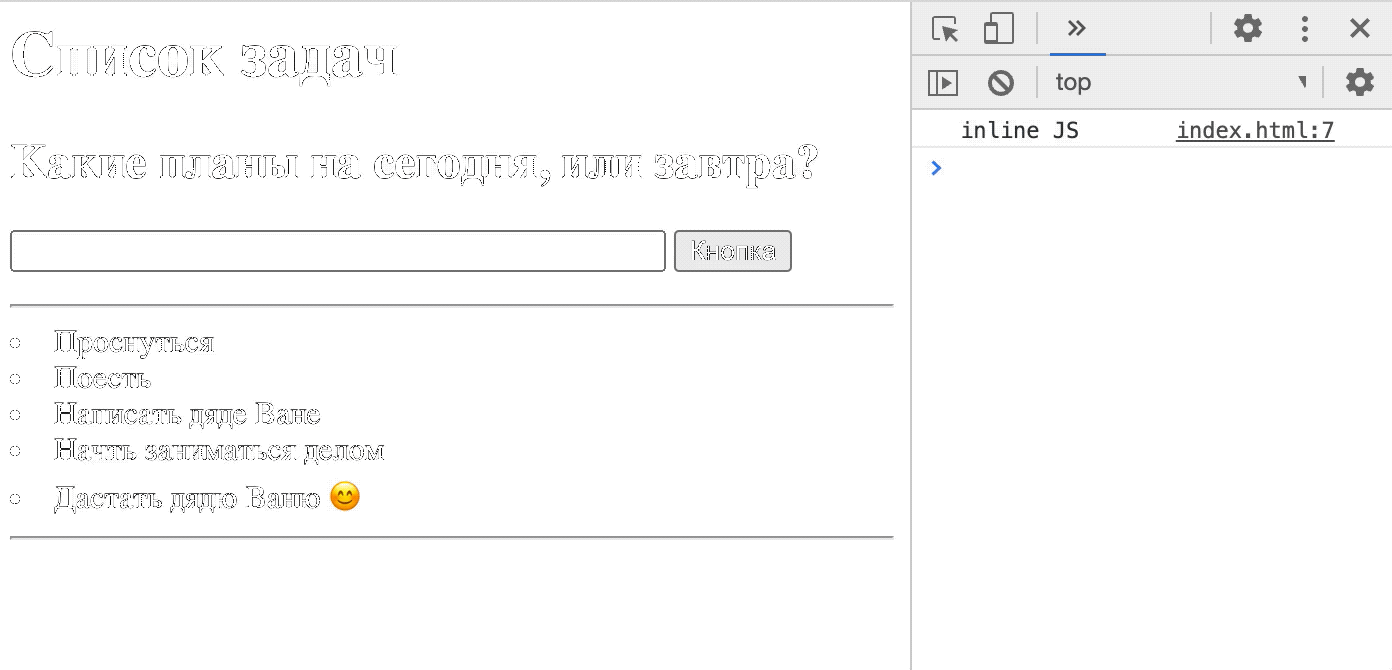 Список задач
Какие планы на сегодня, или завтра?
Кнопка
Проснуться
Поесть
Написать дяде Ване
Начть заниматься делом
Дастать дядю Ваню 😊
top
inline JS index.html:7